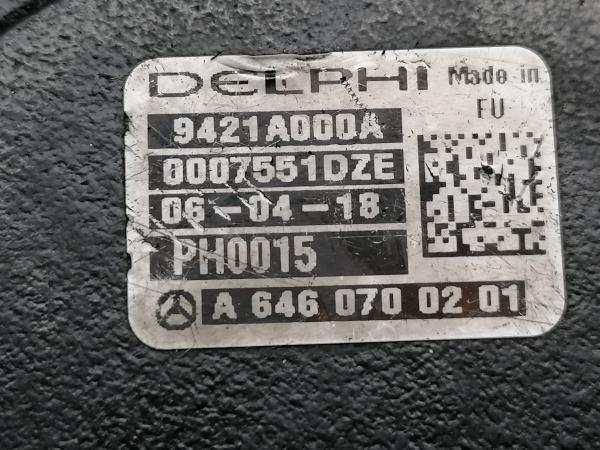 DELPHI Made in
EU
9421A000A
0007551DZE
06-04-18
PH0015
A 646 070 02 01